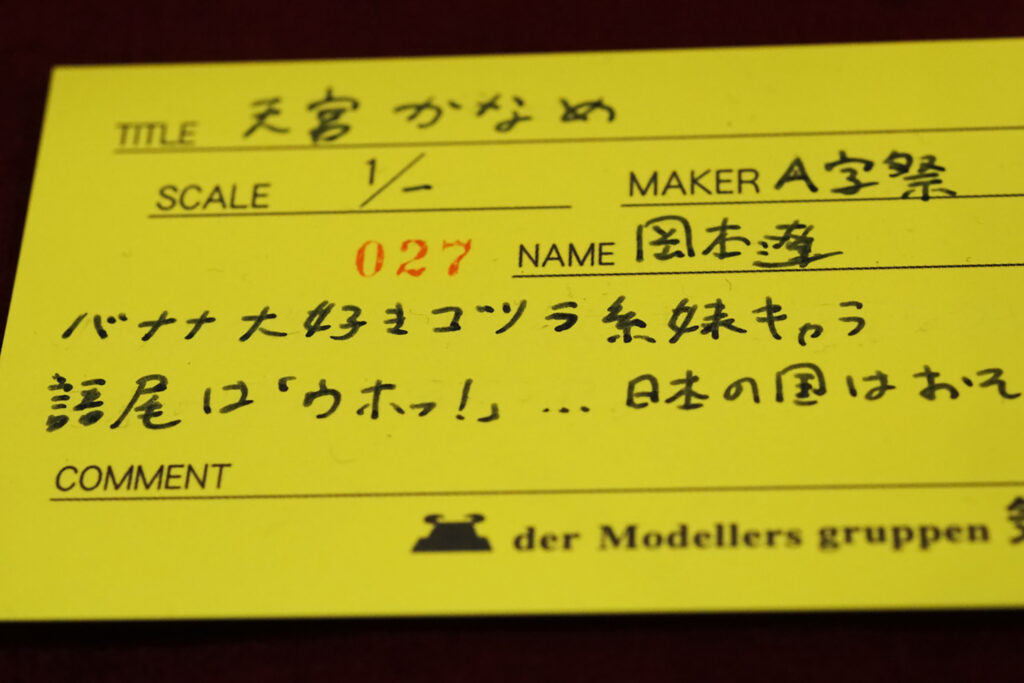 TITLE 天宮かなめ
SCALE 1/-
MAKER A字祭
027 NAME 岡本遼
バナナ大好きゴツラ系妹キャラ
語尾は「ウホッ!」… 日本の国はおそ
COMMENT
der Modellers gruppen